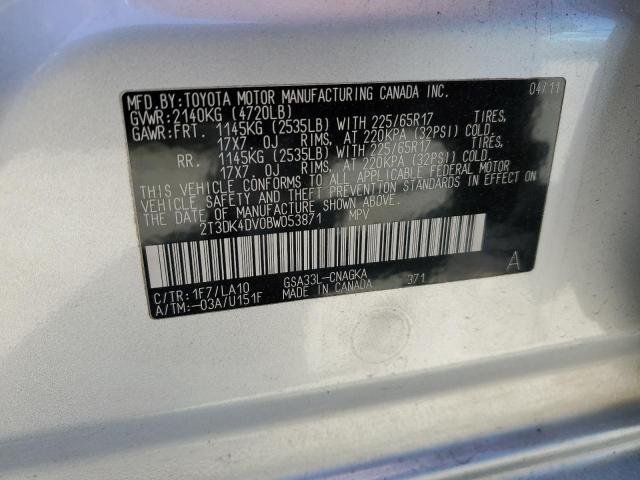 MFD.BY:TOYOTA MOTOR MANUFACTURING CANADA INC. 04/11
GVWR:2140KG (4720LB)
GAWR:FRT. 1145KG (2535LB) WITH 225/65R17 TIRES,
17X7.0J RIMS, AT 220KPA (32PSI) COLD.
RR. 1145KG (2535LB) WITH 225/65R17 TIRES,
17X7.0J RIMS, AT 220KPA (32PSI) COLD.
THIS VEHICLE CONFORMS TO ALL APPLICABLE FEDERAL MOTOR
VEHICLE SAFETY AND THEFT PREVENTION STANDARDS IN EFFECT ON
THE DATE OF MANUFACTURE SHOWN ABOVE.
2T3DK4DV0BW053871 MPV
C/TR:1F7/LA10 GSA33L-CNAGKA 371 A
A/TM:-03A/U151F MADE IN CANADA